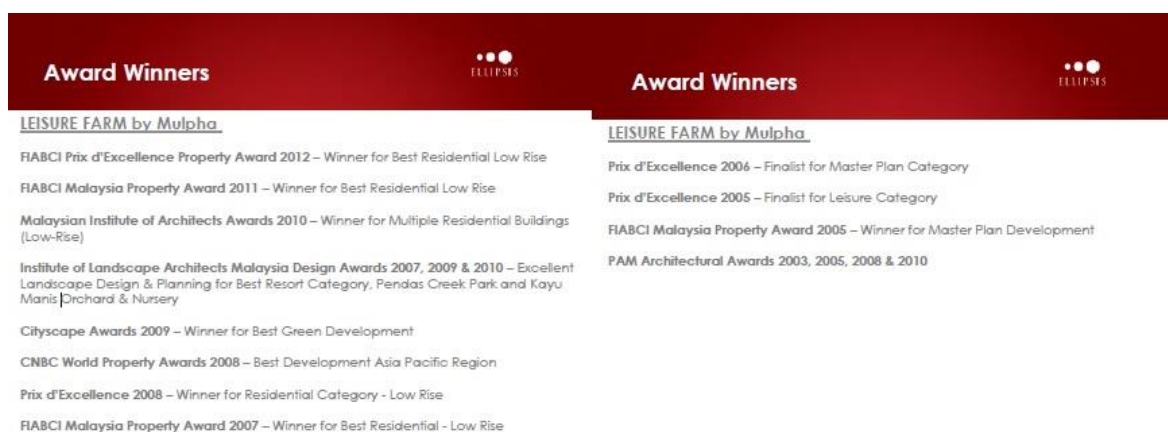 Award Winners
ELLIPSIS
LEISURE FARM by Mulpha
FIABCI Prix d'Excellence Property Award 2012 – Winner for Best Residential Low Rise
FIABCI Malaysia Property Award 2011 – Winner for Best Residential Low Rise
Malaysian Institute of Architects Awards 2010 – Winner for Multiple Residential Buildings
(Low-Rise)
Institute of Landscape Architects Malaysia Design Awards 2007, 2009 & 2010 – Excellent
Landscape Design & Planning for Best Resort Category, Pendas Creek Park and Kayu
Manis Orchard & Nursery
Cityscape Awards 2009 – Winner for Best Green Development
CNBC World Property Awards 2008 – Best Development Asia Pacific Region
Prix d'Excellence 2008 – Winner for Residential Category - Low Rise
FIABCI Malaysia Property Award 2007 – Winner for Best Residential - Low Rise
Award Winners
ELLIPSIS
LEISURE FARM by Mulpha
Prix d'Excellence 2006 – Finalist for Master Plan Category
Prix d'Excellence 2005 – Finalist for Leisure Category
FIABCI Malaysia Property Award 2005 – Winner for Master Plan Development
PAM Architectural Awards 2003, 2005, 2008 & 2010